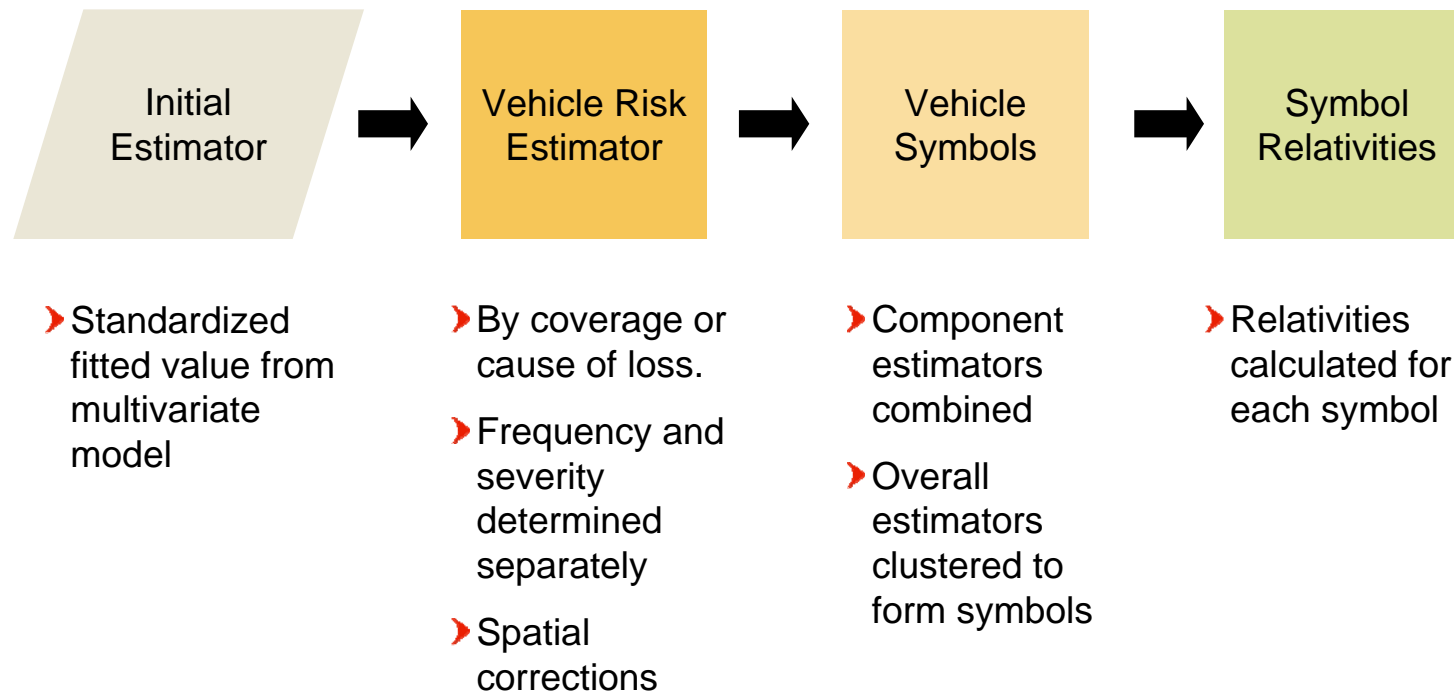 Initial
Estimator
Vehicle Risk
Estimator
Vehicle
Symbols
Symbol
Relativities
Standardized
fitted value from
multivariate
model
By coverage or
cause of loss.
Frequency and
severity
determined
separately
Spatial
corrections
Component
estimators
combined
Overall
estimators
clustered to
form symbols
Relativities
calculated for
each symbol